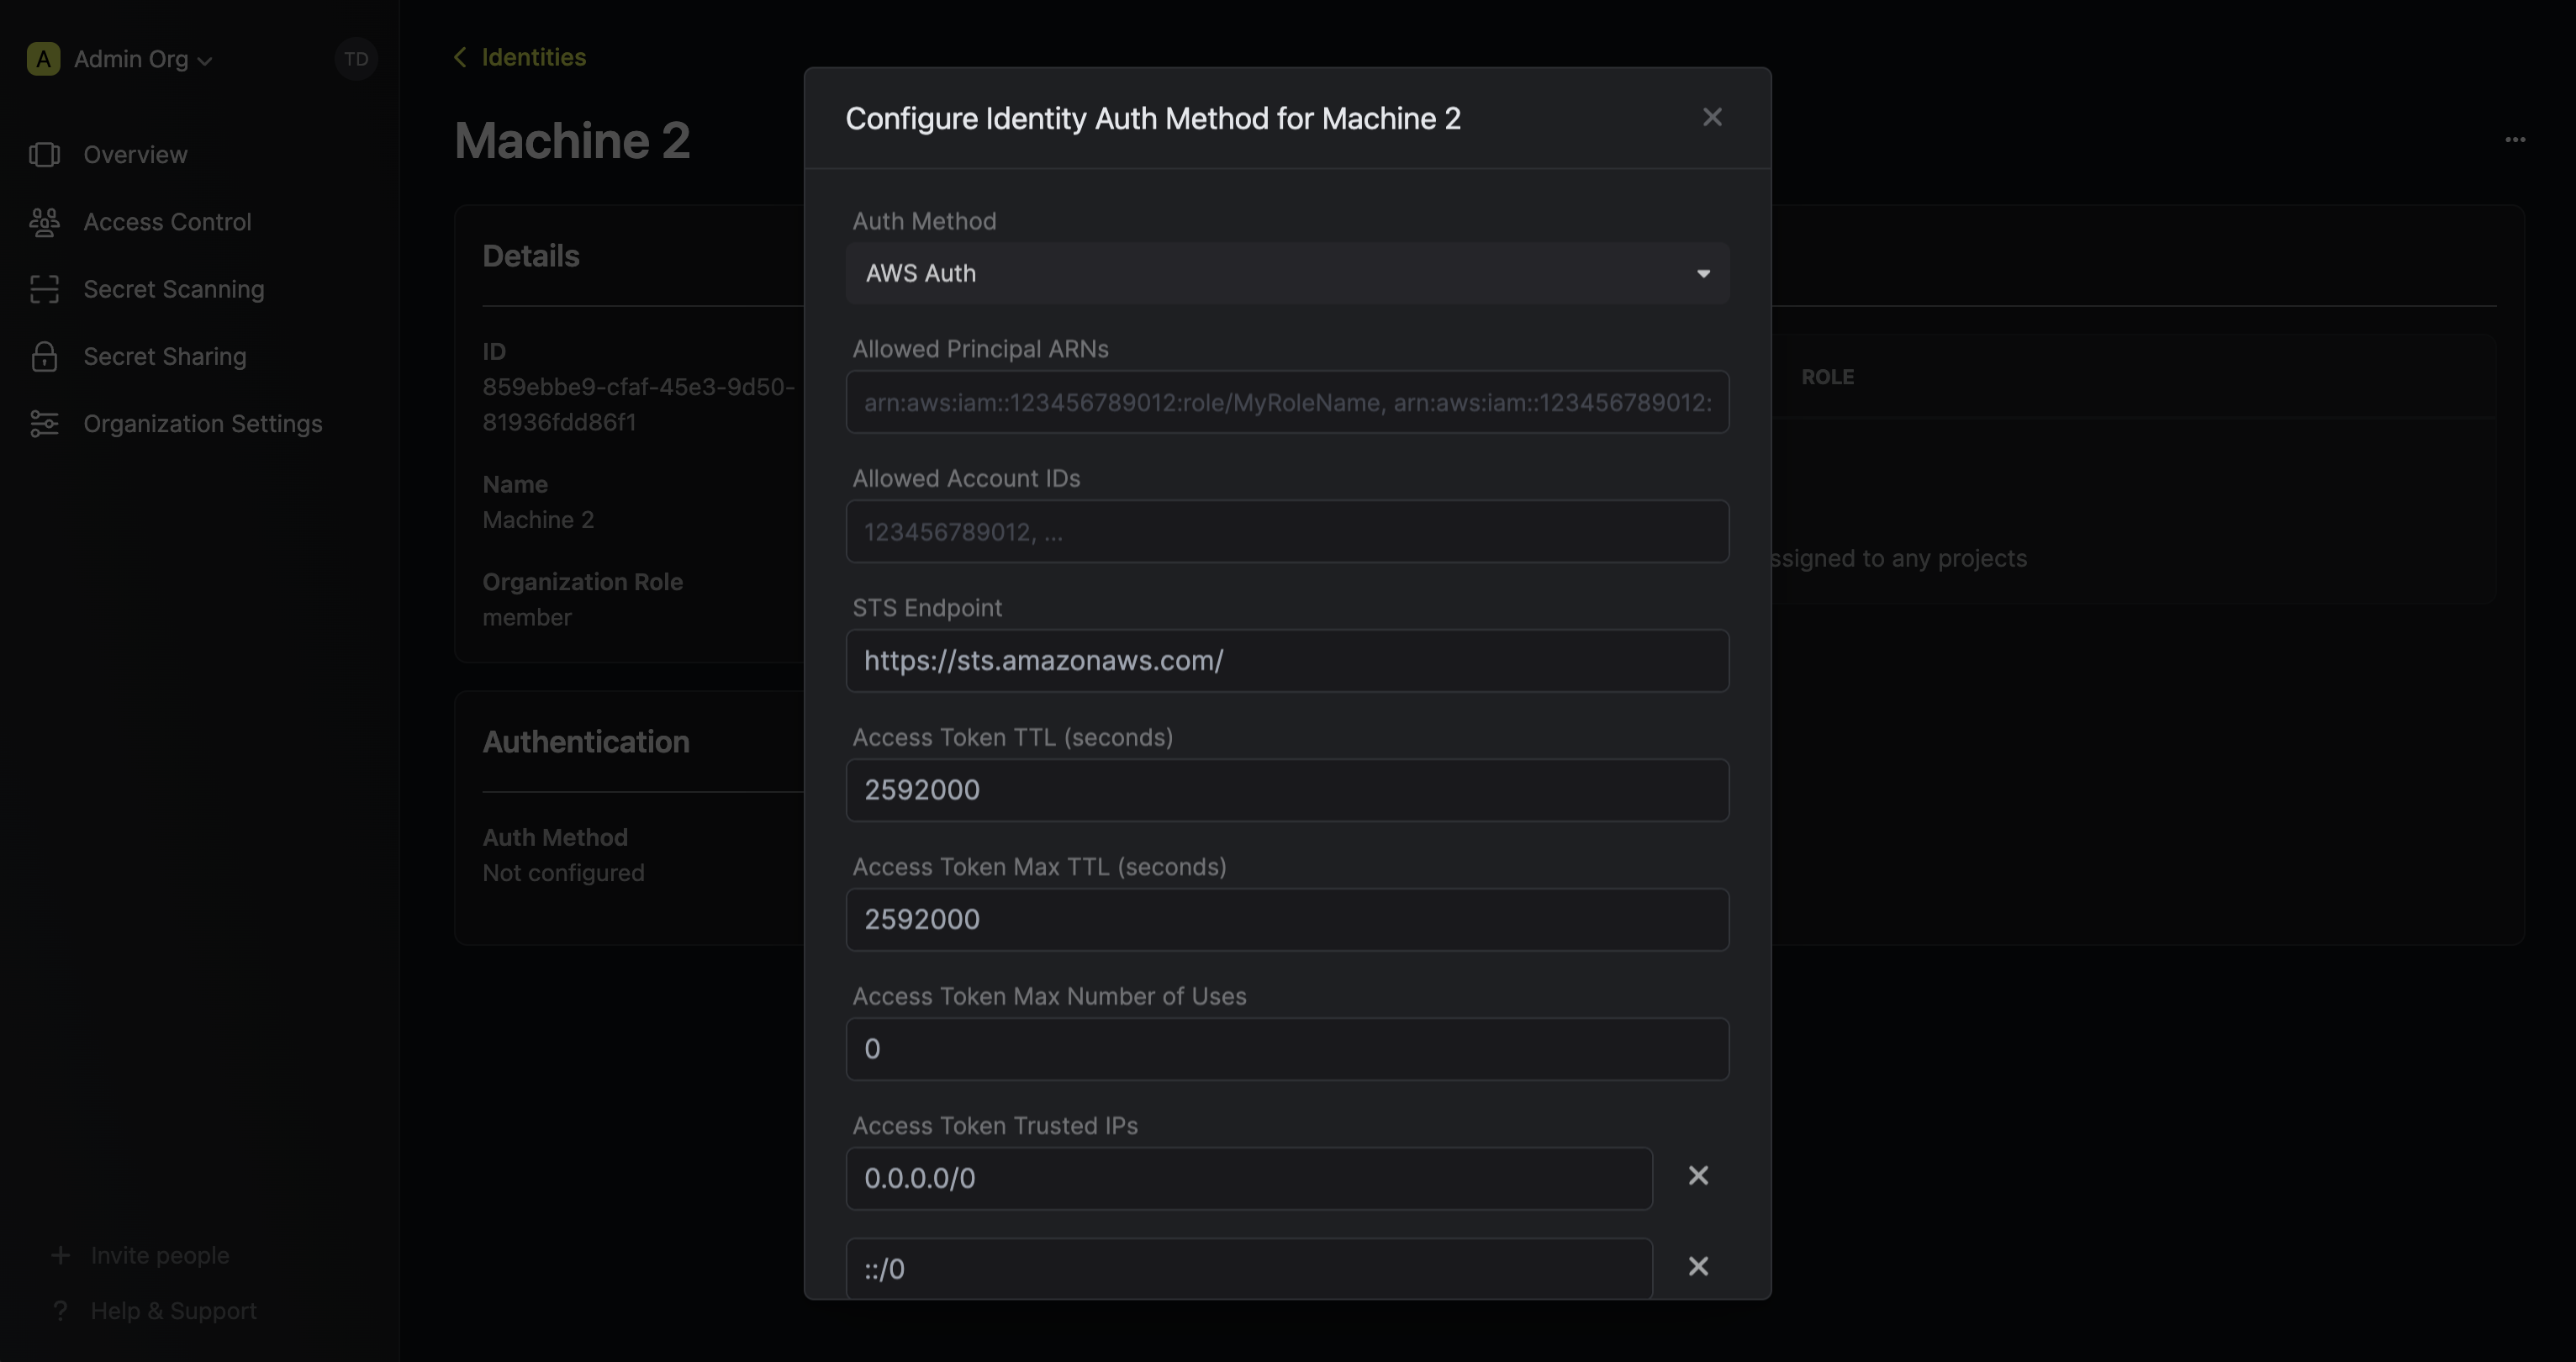 A
Admin Org
TD
Overview
Access Control
Secret Scanning
Secret Sharing
Organization Settings
+ Invite people
? Help & Support
Identities
Machine 2
Details
ID
859ebbe9-cfaf-45e3-9d50-
81936fdd86f1
Name
Machine 2
Organization Role
member
Authentication
Auth Method
Not configured
ROLE
ssigned to any projects
Configure Identity Auth Method for Machine 2
Auth Method
AWS Auth
Allowed Principal ARNs
arn:aws:iam::123456789012:role/MyRoleName, arn:aws:iam::123456789012:
Allowed Account IDs
123456789012, ...
STS Endpoint
https://sts.amazonaws.com/
Access Token TTL (seconds)
2592000
Access Token Max TTL (seconds)
2592000
Access Token Max Number of Uses
0
Access Token Trusted IPs
0.0.0.0/0
::/0